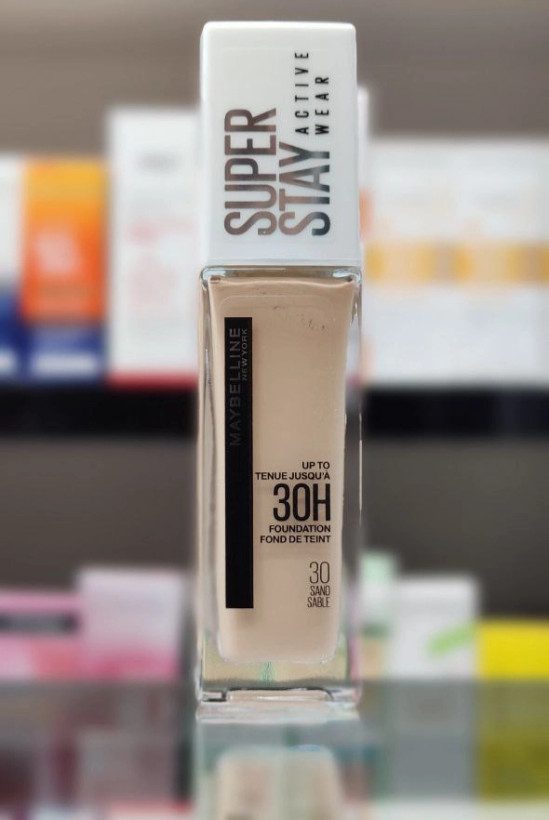 SUPER
STAY ACTIVE
WEAR
MAYBELLINE
NEW YORK
UP TO
TENUE JUSQU'À
30H
FOUNDATION
FOND DE TEINT
30
SAND
SABLE